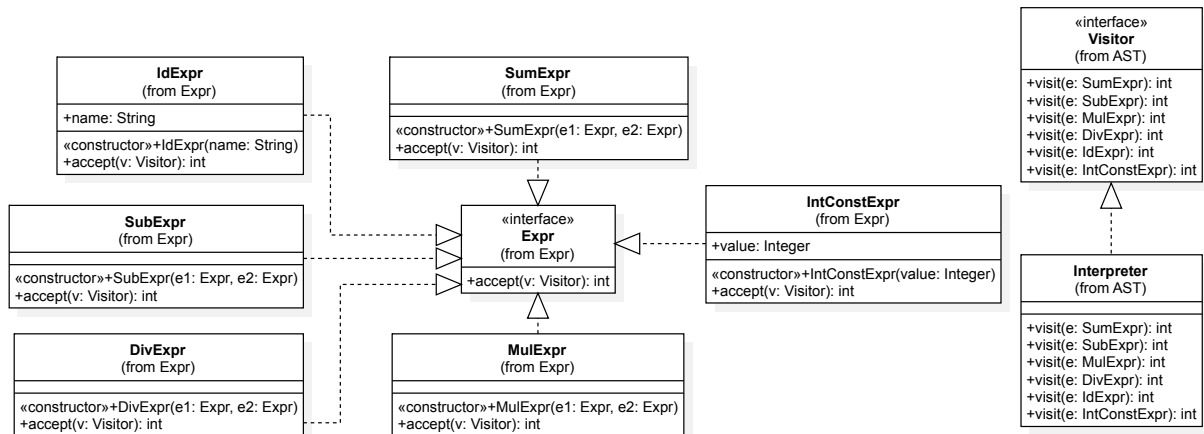 IdExpr
(from Expr)
+name: String
«constructor»+IdExpr(name: String)
+accept(v: Visitor): int
SumExpr
(from Expr)
«constructor»+SumExpr(e1: Expr, e2: Expr)
+accept(v: Visitor): int
«interface»
Visitor
(from AST)
+visit(e: SumExpr): int
+visit(e: SubExpr): int
+visit(e: MulExpr): int
+visit(e: DivExpr): int
+visit(e: IdExpr): int
+visit(e: IntConstExpr): int
SubExpr
(from Expr)
«constructor»+SubExpr(e1: Expr, e2: Expr)
+accept(v: Visitor): int
«interface»
Expr
(from Expr)
+accept(v: Visitor): int
IntConstExpr
(from Expr)
+value: Integer
«constructor»+IntConstExpr(value: Integer)
+accept(v: Visitor): int
Interpreter
(from AST)
+visit(e: SumExpr): int
+visit(e: SubExpr): int
+visit(e: MulExpr): int
+visit(e: DivExpr): int
+visit(e: IdExpr): int
+visit(e: IntConstExpr): int
DivExpr
(from Expr)
«constructor»+DivExpr(e1: Expr, e2: Expr)
+accept(v: Visitor): int
MulExpr
(from Expr)
«constructor»+MulExpr(e1: Expr, e2: Expr)
+accept(v: Visitor): int